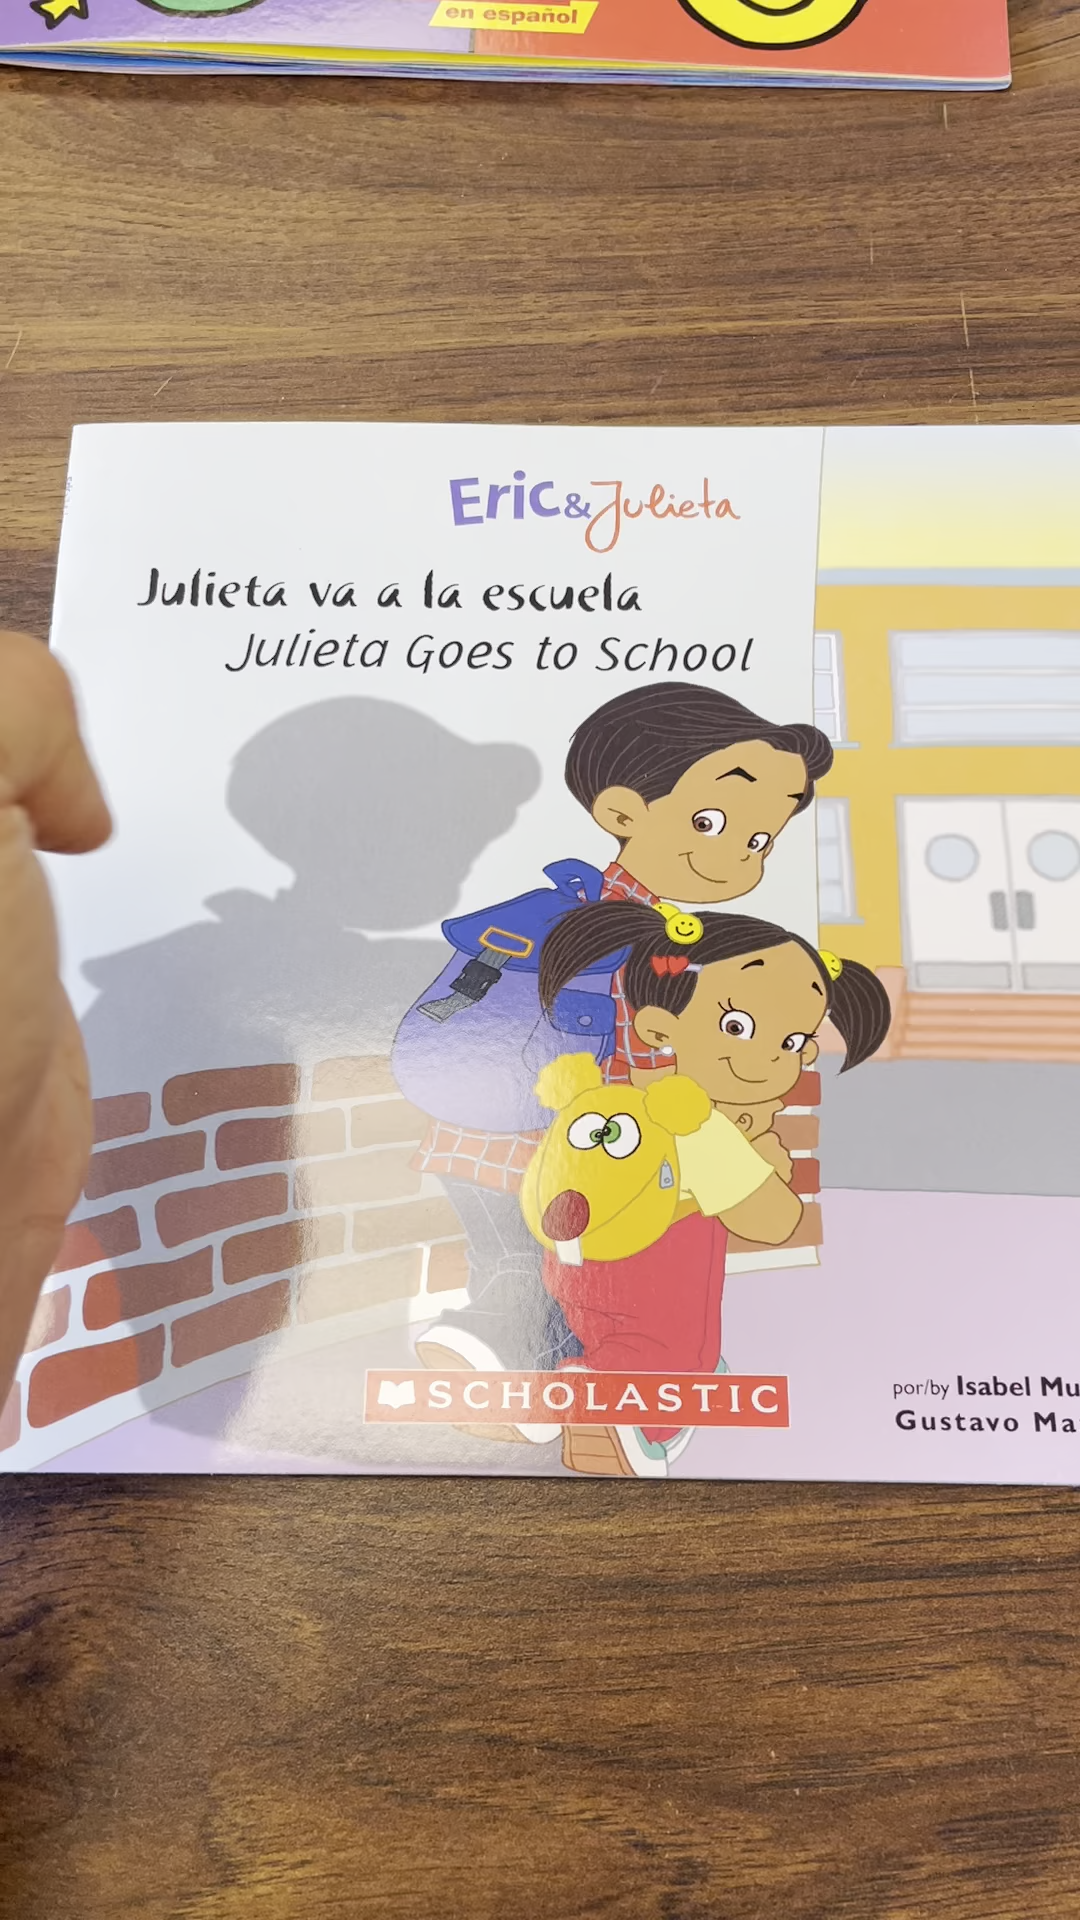 en español
Eric & Julieta
Julieta va a la escuela
Julieta Goes to School
SCHOLASTIC
por/by Isabel
Gustavo